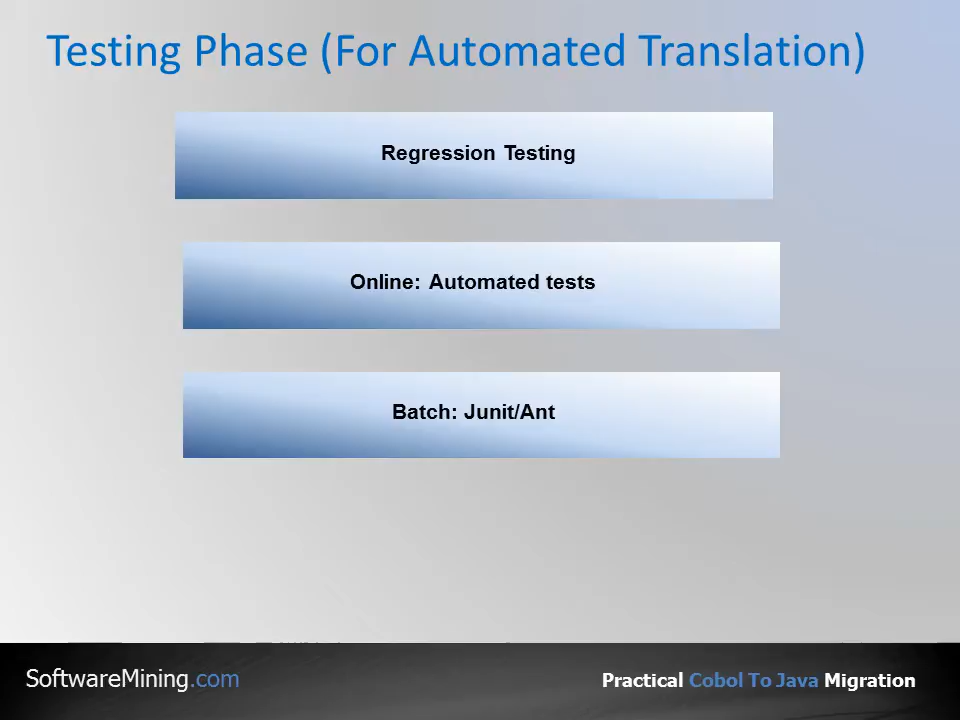 Testing Phase (For Automated Translation)
Regression Testing
Online: Automated tests
Batch: Junit/Ant
SoftwareMining.com
Practical Cobol To Java Migration